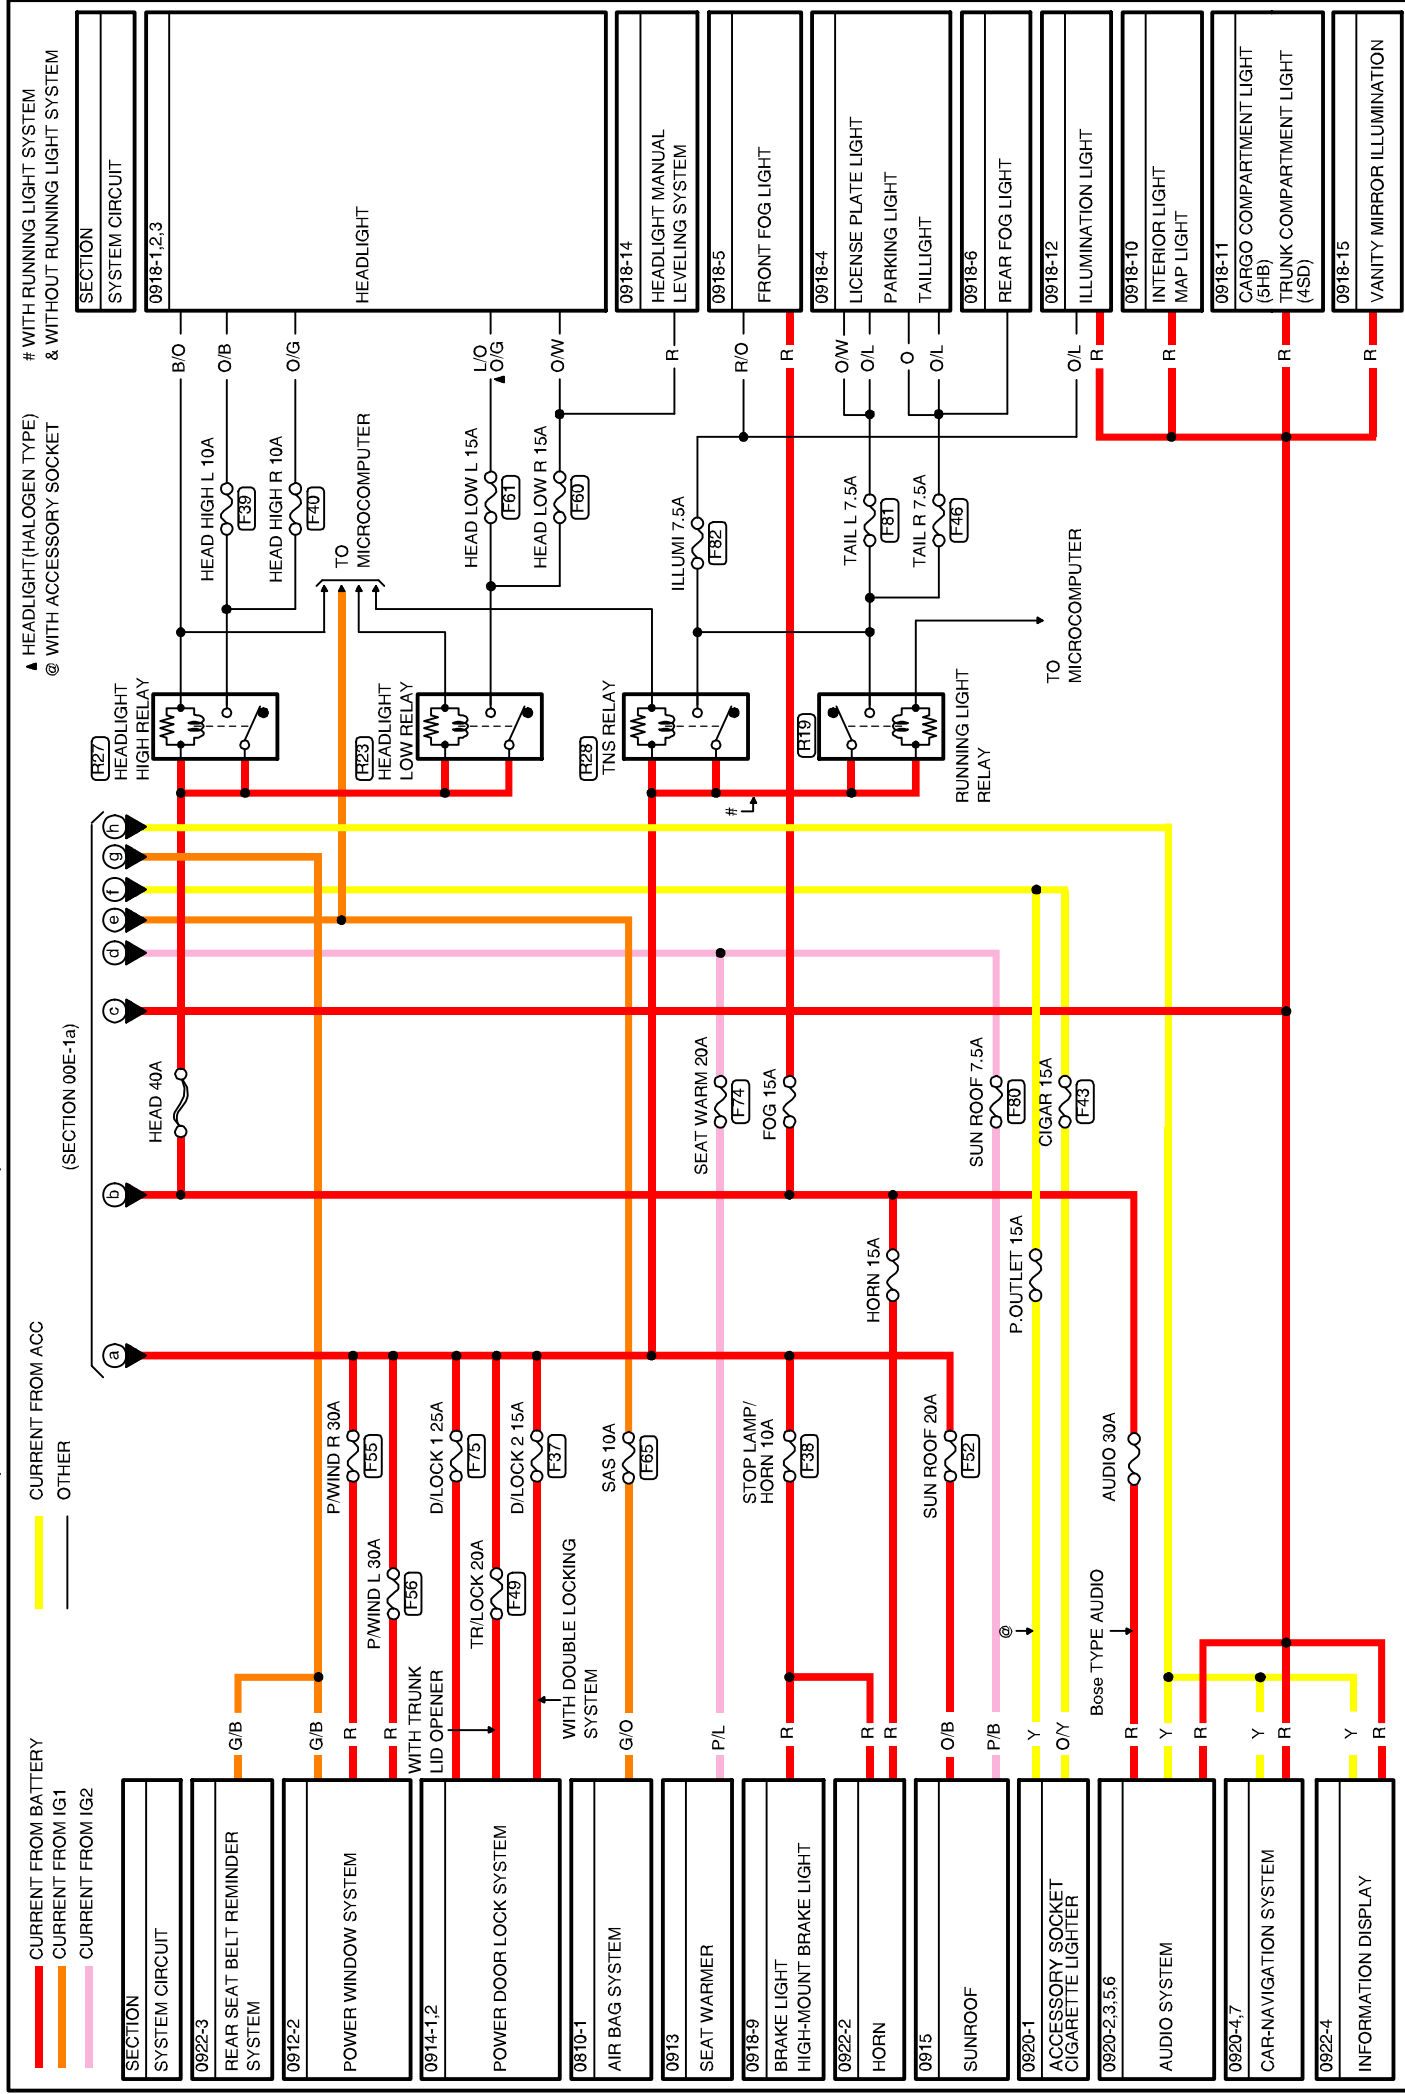 CURRENT FROM BATTERY
CURRENT FROM IG1
CURRENT FROM IG2
CURRENT FROM ACC
OTHER
▲ HEADLIGHT(HALOGEN TYPE)
@ WITH ACCESSORY SOCKET
# WITH RUNNING LIGHT SYSTEM
& WITHOUT RUNNING LIGHT SYSTEM
(SECTION 00E-1a)
a
b
c
d
e
f
g
h
SECTION
SYSTEM CIRCUIT
0922-3
REAR SEAT BELT REMINDER
SYSTEM
G/B
0912-2
POWER WINDOW SYSTEM
G/B
R
R
P/WIND R 30A
F55
P/WIND L 30A
F56
0914-1,2
POWER DOOR LOCK SYSTEM
WITH TRUNK
LID OPENER
D/LOCK 1 25A
F75
TR/LOCK 20A
F49
D/LOCK 2 15A
F37
WITH DOUBLE LOCKING
SYSTEM
0810-1
AIR BAG SYSTEM
G/O
SAS 10A
F65
0913
SEAT WARMER
P/L
SEAT WARM 20A
F74
0918-9
BRAKE LIGHT
HIGH-MOUNT BRAKE LIGHT
R
STOP LAMP/
HORN 10A
F38
FOG 15A
0922-2
HORN
R
R
HORN 15A
0915
SUNROOF
O/B
P/B
SUN ROOF 20A
F52
SUN ROOF 7.5A
F80
0920-1
ACCESSORY SOCKET
CIGARETTE LIGHTER
Y
O/Y
@
P.OUTLET 15A
CIGAR 15A
F43
0920-2,3,5,6
AUDIO SYSTEM
R
Y
R
Bose TYPE AUDIO
AUDIO 30A
0920-4,7
CAR-NAVIGATION SYSTEM
Y
R
0922-4
INFORMATION DISPLAY
Y
R
HEAD 40A
R27
HEADLIGHT
HIGH RELAY
R23
HEADLIGHT
LOW RELAY
R28
TNS RELAY
#
R19
RUNNING LIGHT
RELAY
TO
MICROCOMPUTER
TO
MICROCOMPUTER
HEAD HIGH L 10A
F39
HEAD HIGH R 10A
F40
HEAD LOW L 15A
F61
HEAD LOW R 15A
F60
ILLUMI 7.5A
F82
TAIL L 7.5A
F81
TAIL R 7.5A
F46
SECTION
SYSTEM CIRCUIT
0918-1,2,3
HEADLIGHT
B/O
O/B
O/G
L/O
O/G
▲
O/W
0918-14
HEADLIGHT MANUAL
LEVELING SYSTEM
R
0918-5
FRONT FOG LIGHT
R/O
R
0918-4
LICENSE PLATE LIGHT
PARKING LIGHT
TAILLIGHT
O/W
O/L
O
O/L
0918-6
REAR FOG LIGHT
0918-12
ILLUMINATION LIGHT
O/L
R
0918-10
INTERIOR LIGHT
MAP LIGHT
R
0918-11
CARGO COMPARTMENT LIGHT
(5HB)
TRUNK COMPARTMENT LIGHT
(4SD)
R
0918-15
VANITY MIRROR ILLUMINATION
R